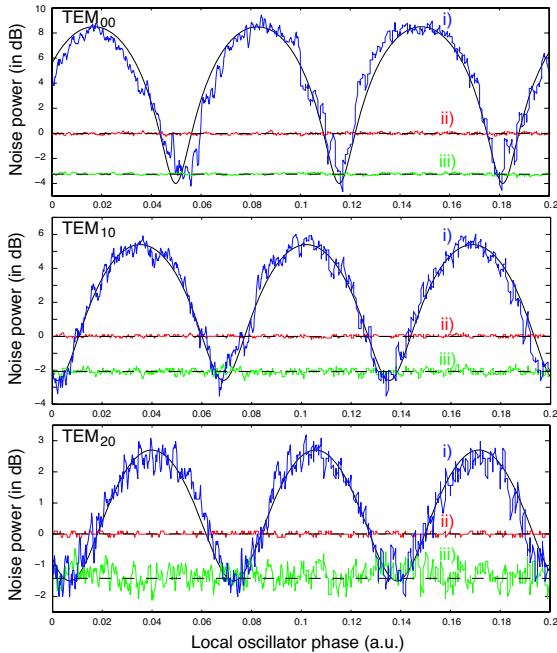 TEM00
Noise power (in dB)
10
8
6
4
2
0
−2
−4
i)
ii)
iii)
0 0.02 0.04 0.06 0.08 0.1 0.12 0.14 0.16 0.18 0.2
TEM10
Noise power (in dB)
6
4
2
0
−2
−4
i)
ii)
iii)
0 0.02 0.04 0.06 0.08 0.1 0.12 0.14 0.16 0.18 0.2
TEM20
Noise power (in dB)
3
2
1
0
−1
−2
i)
ii)
iii)
0 0.02 0.04 0.06 0.08 0.1 0.12 0.14 0.16 0.18 0.2
Local oscillator phase (a.u.)